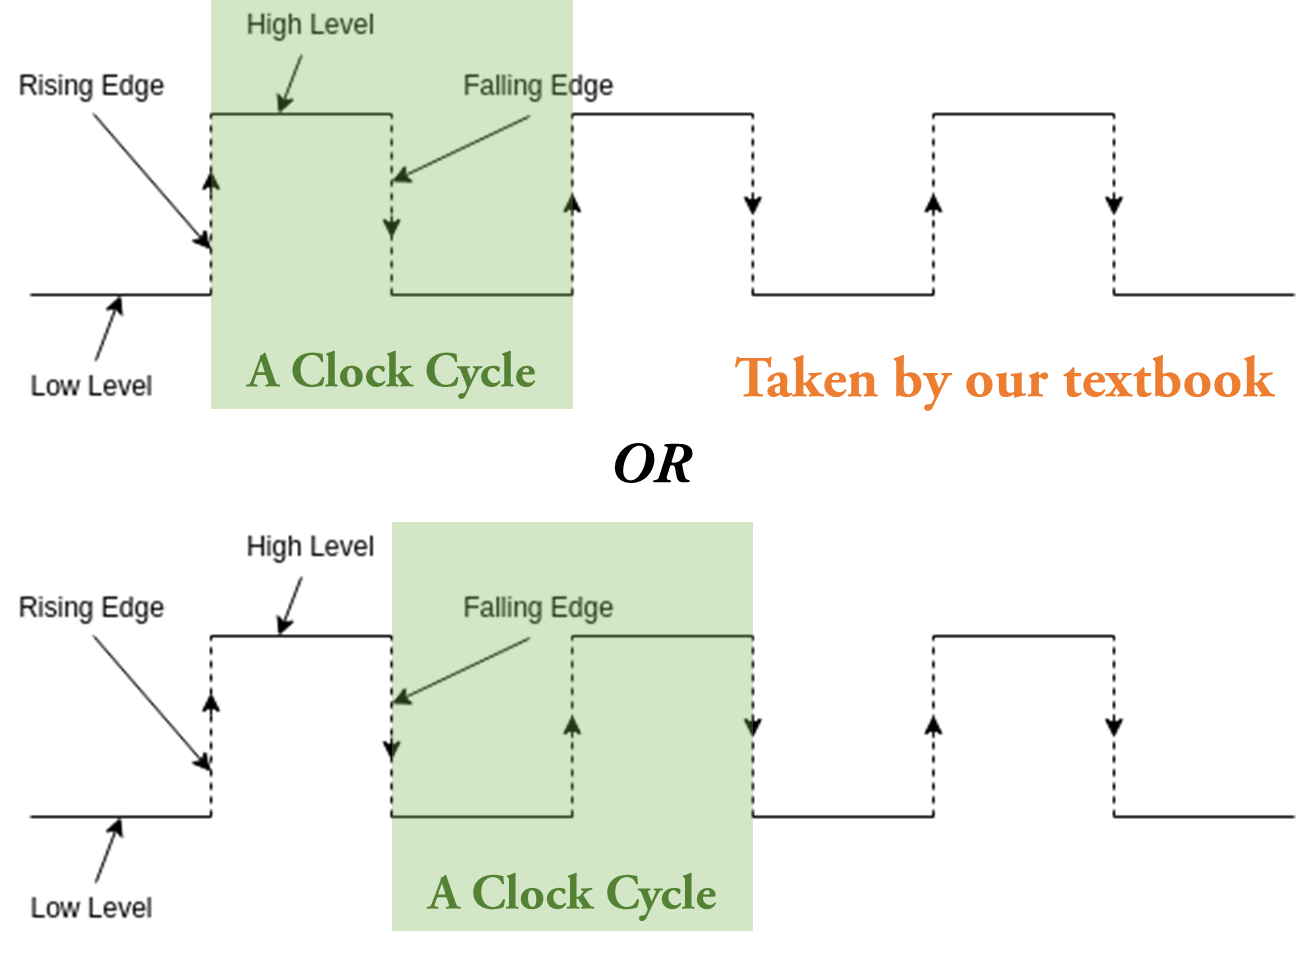 High Level
Rising Edge
Falling Edge
Low Level
A Clock Cycle
Taken by our textbook
OR
High Level
Rising Edge
Falling Edge
Low Level
A Clock Cycle